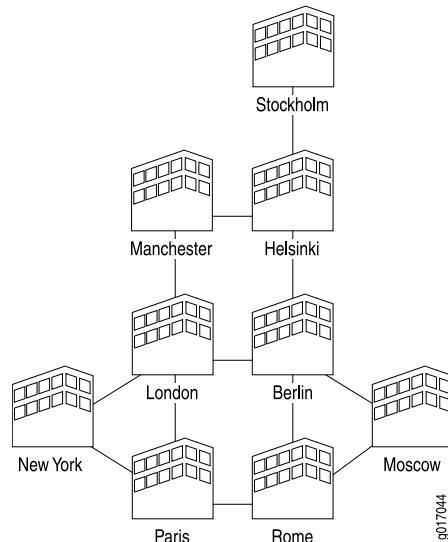 Stockholm
Manchester
Helsinki
London
Berlin
New York
Moscow
Paris
Rome
g017044